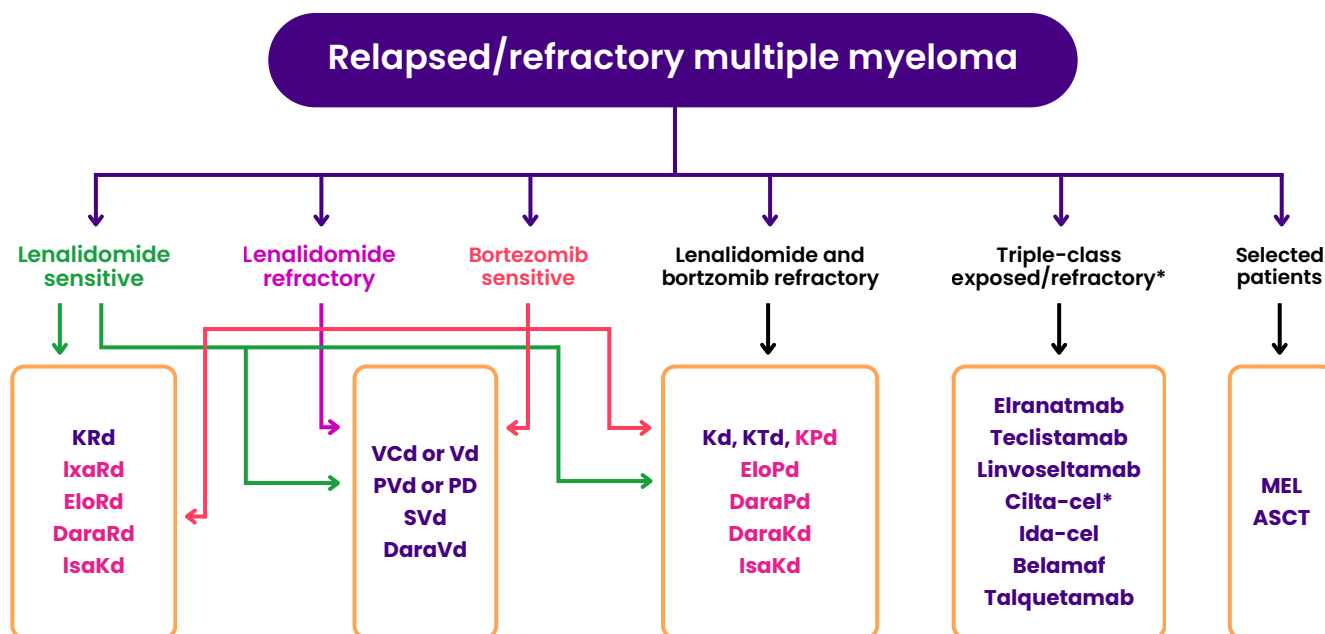 Relapsed/refractory multiple myeloma
Lenalidomide
sensitive
Lenalidomide
refractory
Bortezomib
sensitive
Lenalidomide and
bortzomib refractory
Triple-class
exposed/refractory*
Selected
patients
KRd
IxaRd
EloRd
DaraRd
IsaKd
VCd or Vd
PVd or PD
SVd
DaraVd
Kd, KTd, KPd
EloPd
DaraPd
DaraKd
IsaKd
Elranatmab
Teclistamab
Linvoseltamab
Cilta-cel*
Ida-cel
Belamaf
Talquetamab
MEL
ASCT